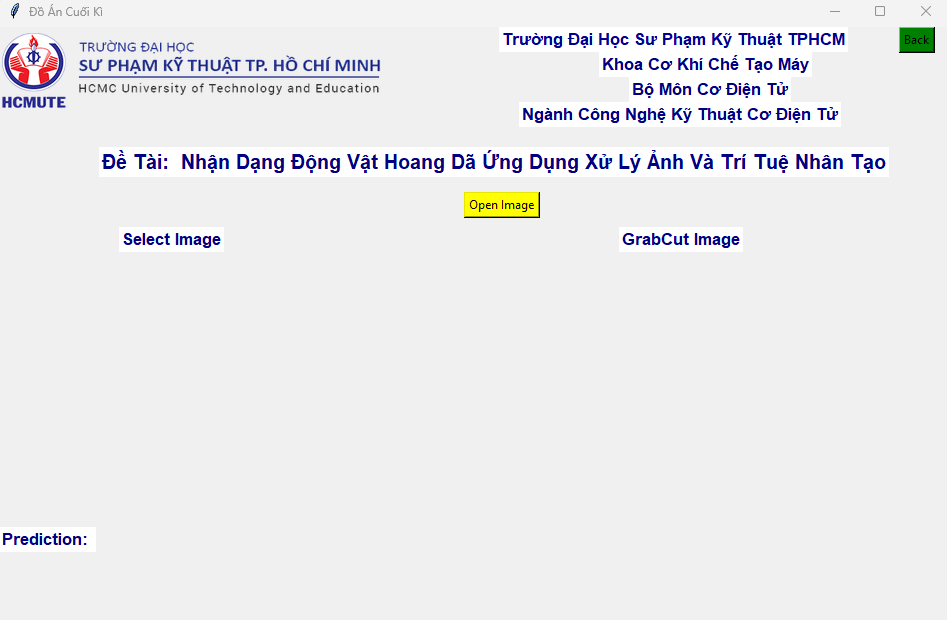 Đồ Án Cuối Kì
TRƯỜNG ĐẠI HỌC
SƯ PHẠM KỸ THUẬT TP. HỒ CHÍ MINH
HCMC University of Technology and Education
HCMUTE
Trường Đại Học Sư Phạm Kỹ Thuật TPHCM
Khoa Cơ Khí Chế Tạo Máy
Bộ Môn Cơ Điện Tử
Ngành Công Nghệ Kỹ Thuật Cơ Điện Tử
Back
Đề Tài: Nhận Dạng Động Vật Hoang Dã Ứng Dụng Xử Lý Ảnh Và Trí Tuệ Nhân Tạo
Open Image
Select Image
GrabCut Image
Prediction: